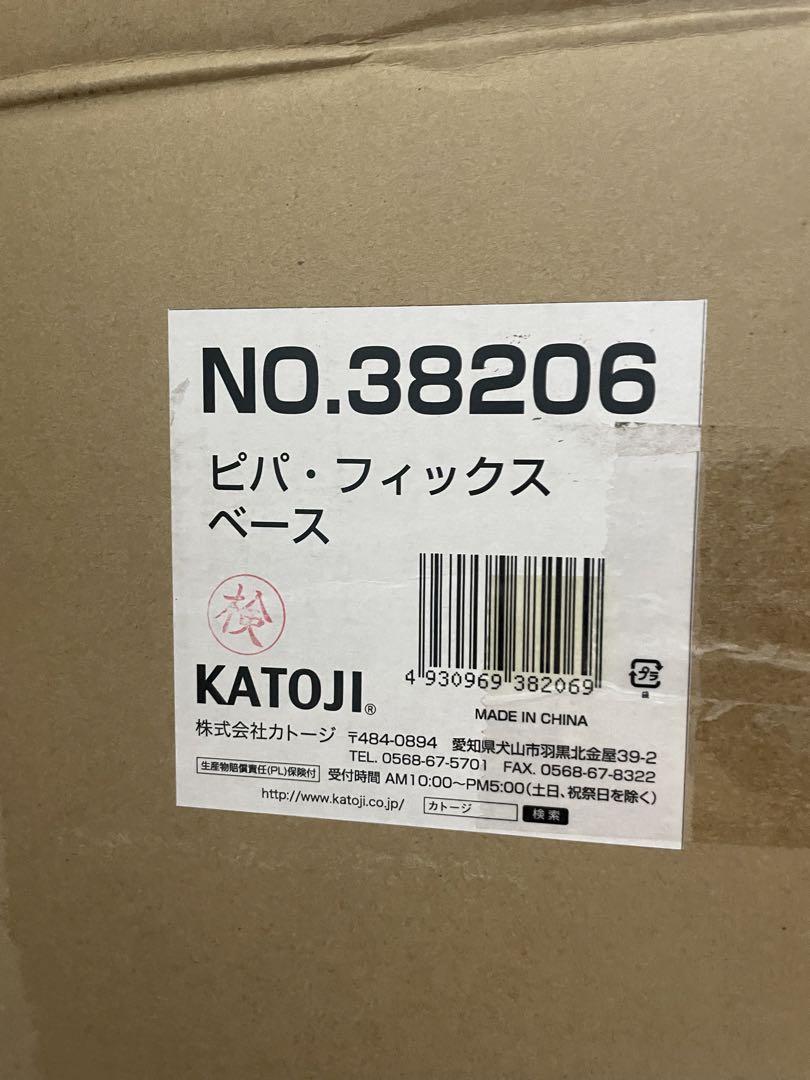 NO.38206
ピパ・フィックス
ベース
検
KATOJI®
4 930969 382069
プラ
袋
MADE IN CHINA
株式会社カトージ 〒484-0894 愛知県犬山市羽黒北金屋39-2
TEL. 0568-67-5701 FAX. 0568-67-8322
生産物賠償責任(PL)保険付 受付時間 AM10:00〜PM5:00(土日、祝祭日を除く)
http://www.katoji.co.jp/ カトージ 検索